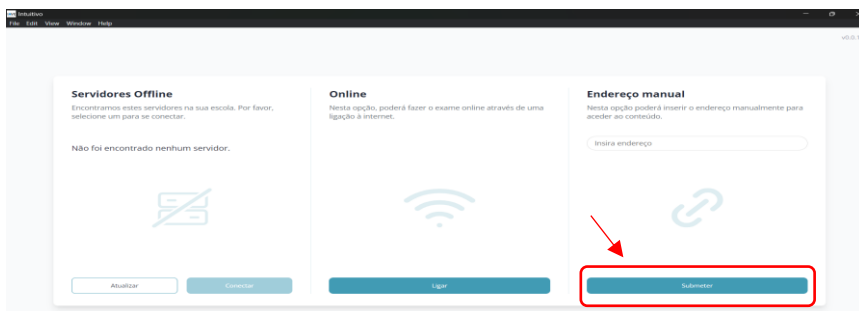 Intuitivo
File Edit View Window Help
v0.0.1
Servidores Offline
Encontramos estes servidores na sua escola. Por favor,
selecione um para se conectar.
Não foi encontrado nenhum servidor.
Atualizar
Conectar
Online
Nesta opção, poderá fazer o exame online através de uma
ligação à internet.
Ligar
Endereço manual
Nesta opção poderá inserir o endereço manualmente para
aceder ao conteúdo.
Insira endereço
Submeter